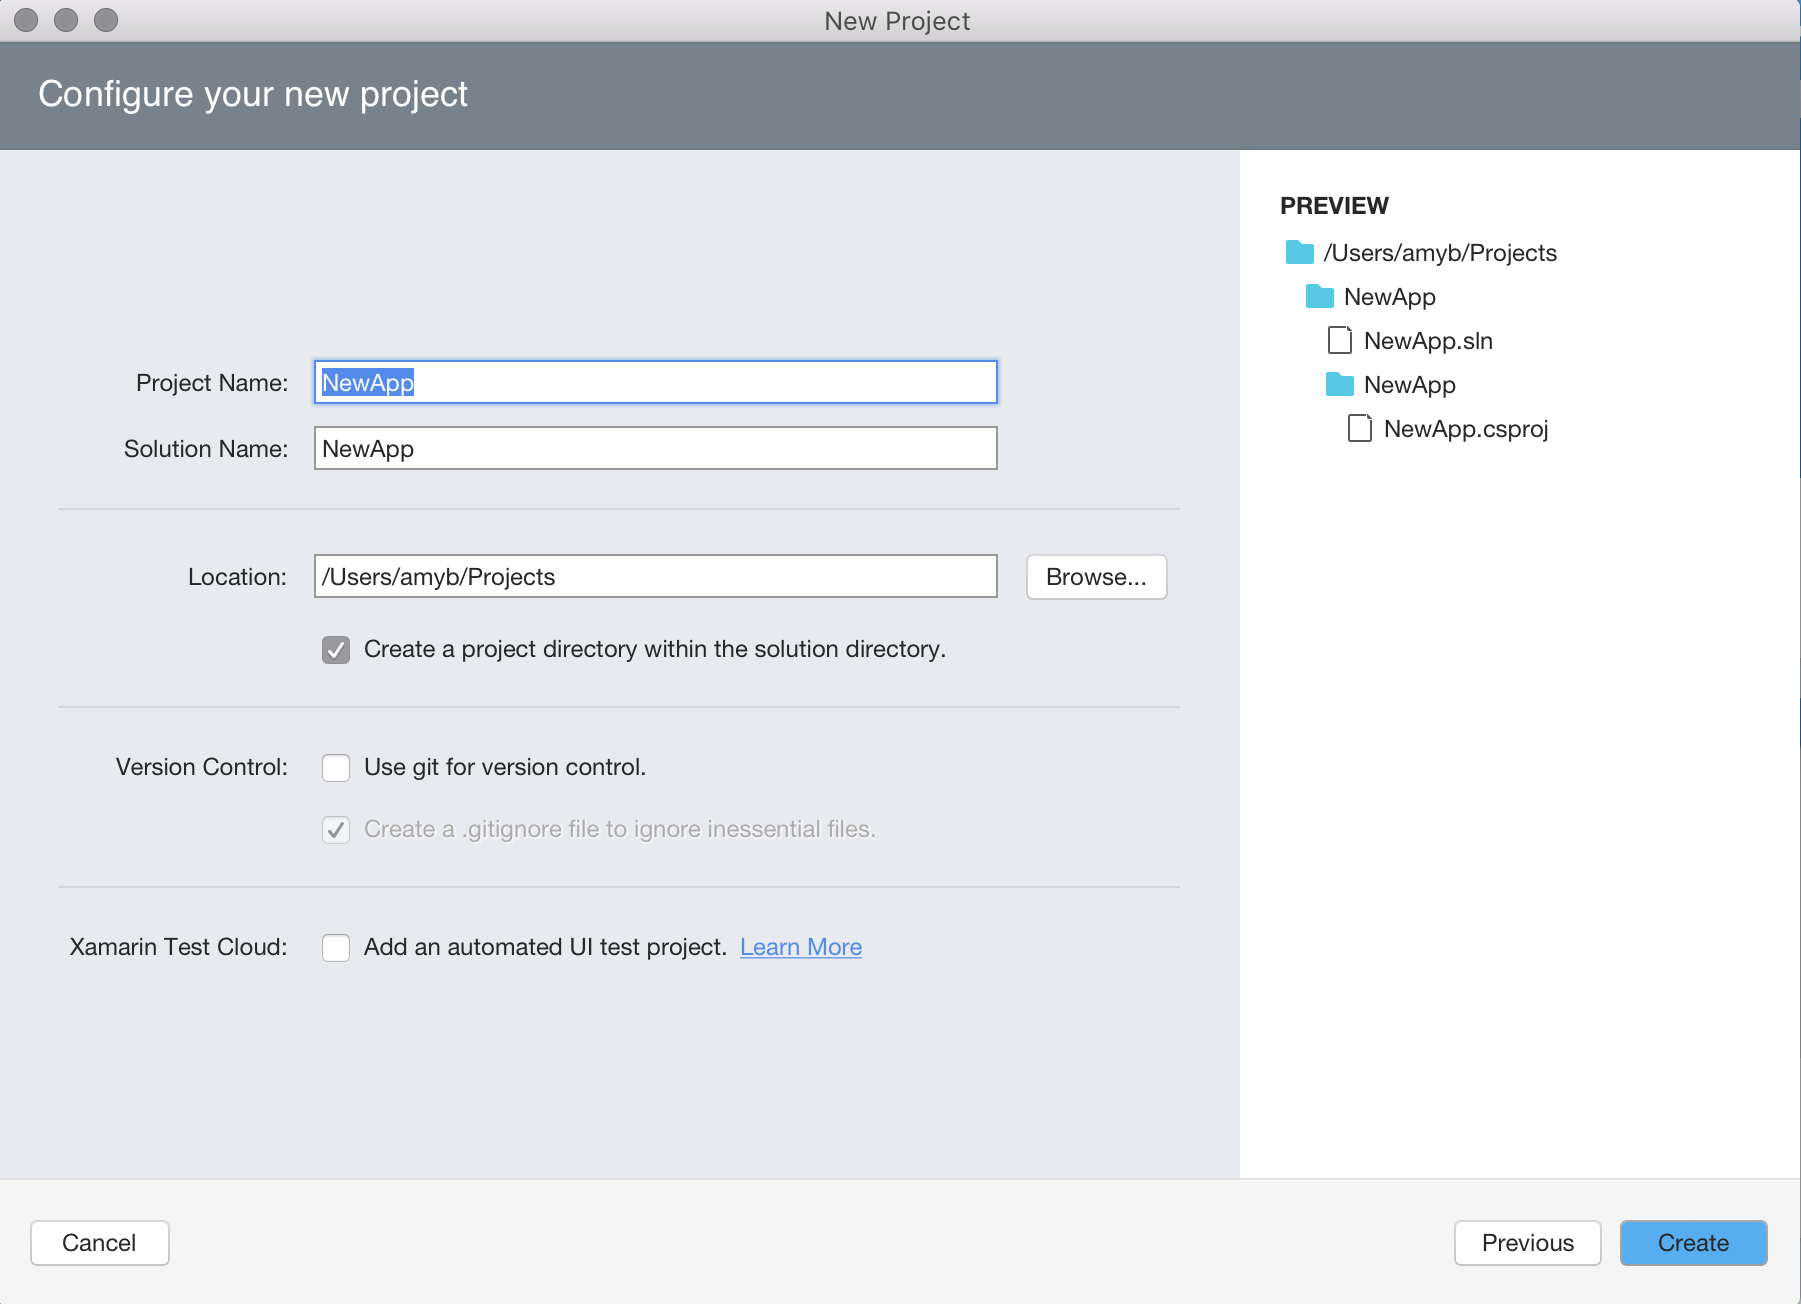 New Project
Configure your new project
Project Name: NewApp
Solution Name: NewApp
Location: /Users/amyb/Projects Browse...
Create a project directory within the solution directory.
Version Control: Use git for version control.
Create a .gitignore file to ignore inessential files.
Xamarin Test Cloud: Add an automated UI test project. Learn More
PREVIEW
/Users/amyb/Projects
NewApp
NewApp.sln
NewApp
NewApp.csproj
Cancel Previous Create